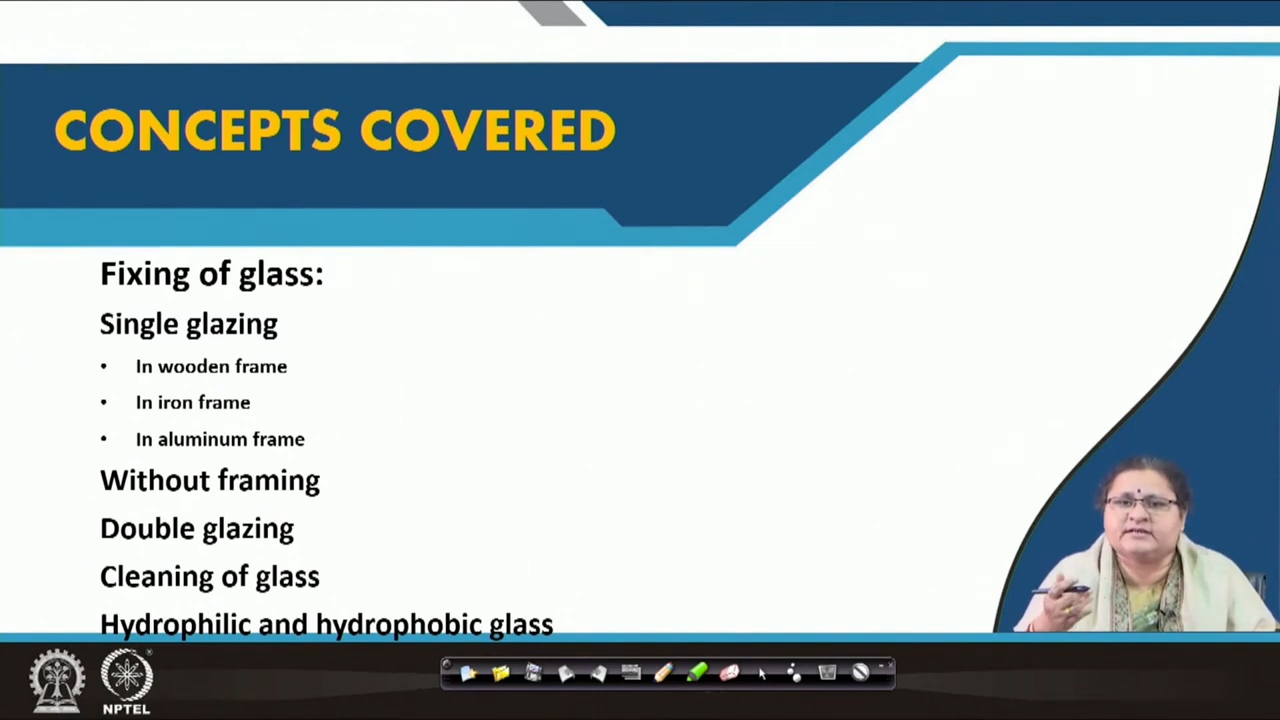 CONCEPTS COVERED
Fixing of glass:
Single glazing
• In wooden frame
• In iron frame
• In aluminum frame
Without framing
Double glazing
Cleaning of glass
Hydrophilic and hydrophobic glass
NPTEL